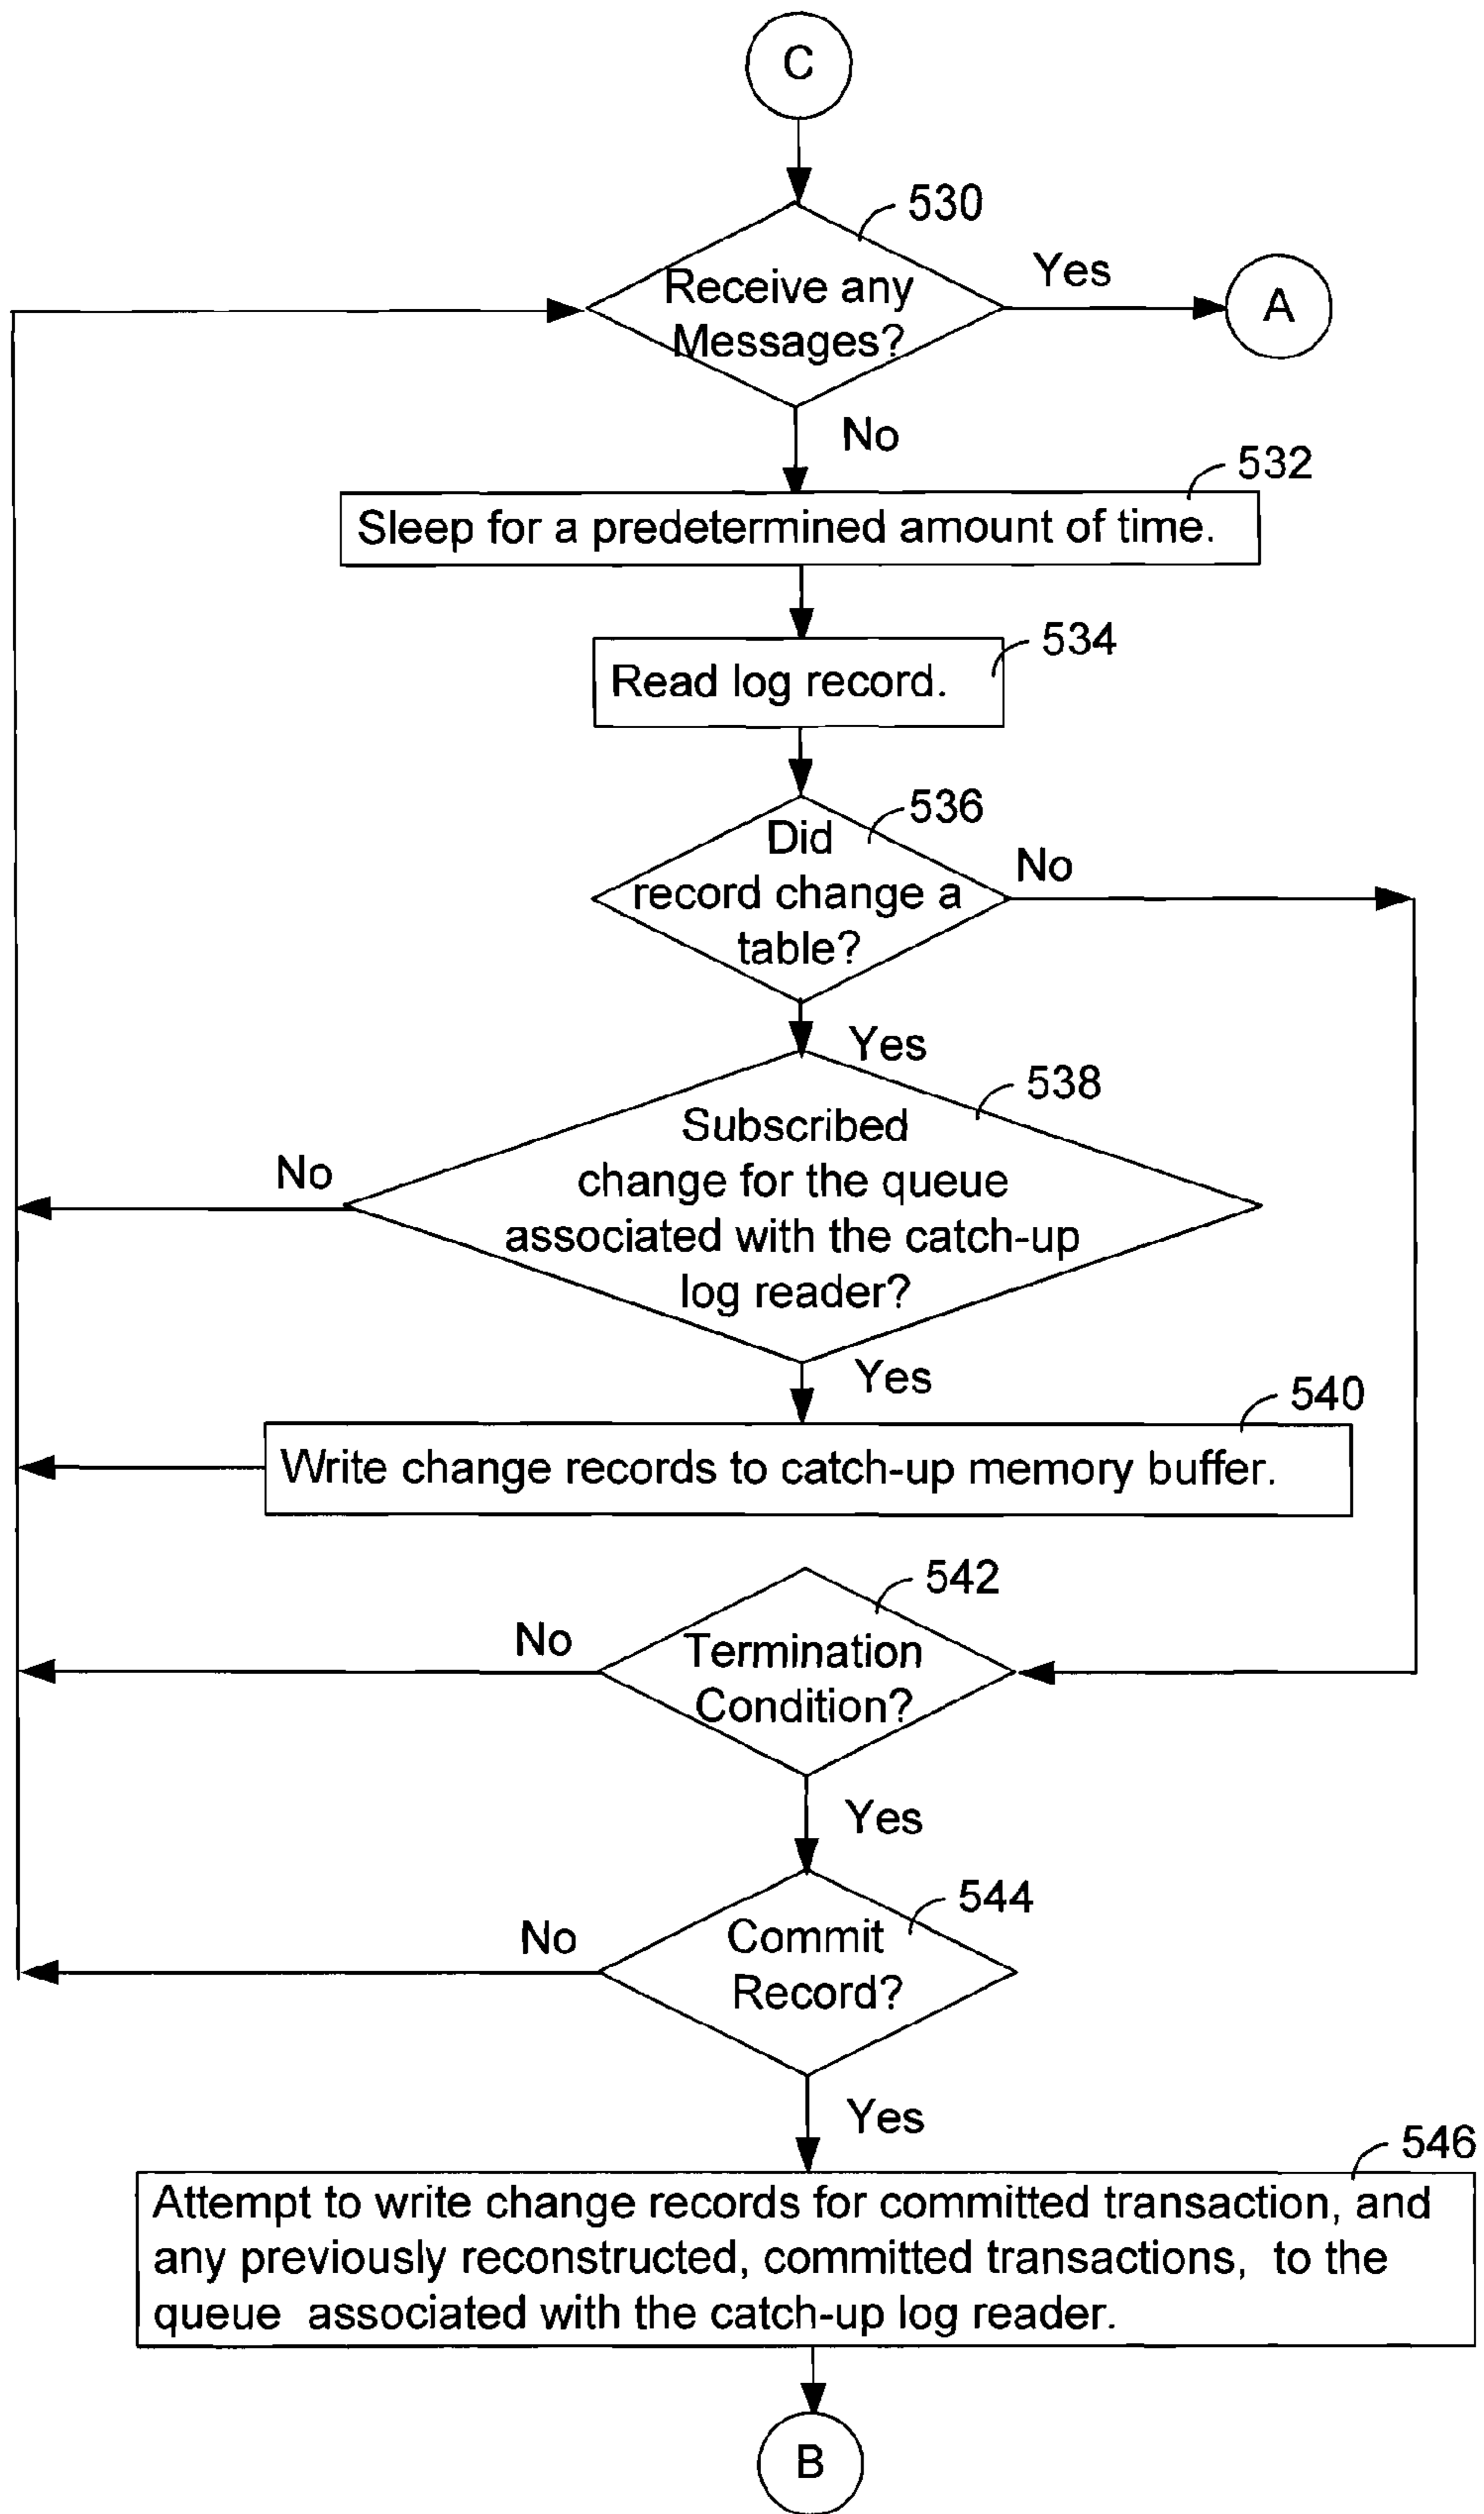 C
530
Receive any
Messages?
Yes
A
No
532
Sleep for a predetermined amount of time.
534
Read log record.
536
Did
record change a
table?
No
Yes
538
Subscribed
change for the queue
associated with the catch-up
log reader?
No
Yes
540
Write change records to catch-up memory buffer.
542
Termination
Condition?
No
Yes
544
Commit
Record?
No
Yes
546
Attempt to write change records for committed transaction, and
any previously reconstructed, committed transactions, to the
queue associated with the catch-up log reader.
B